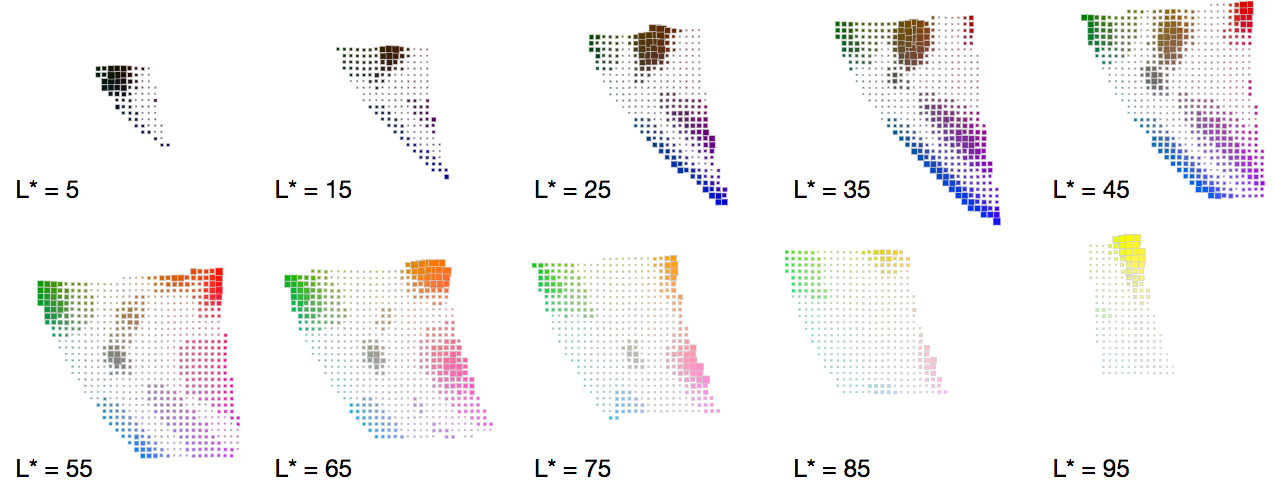 L* = 5
L* = 15
L* = 25
L* = 35
L* = 45
L* = 55
L* = 65
L* = 75
L* = 85
L* = 95